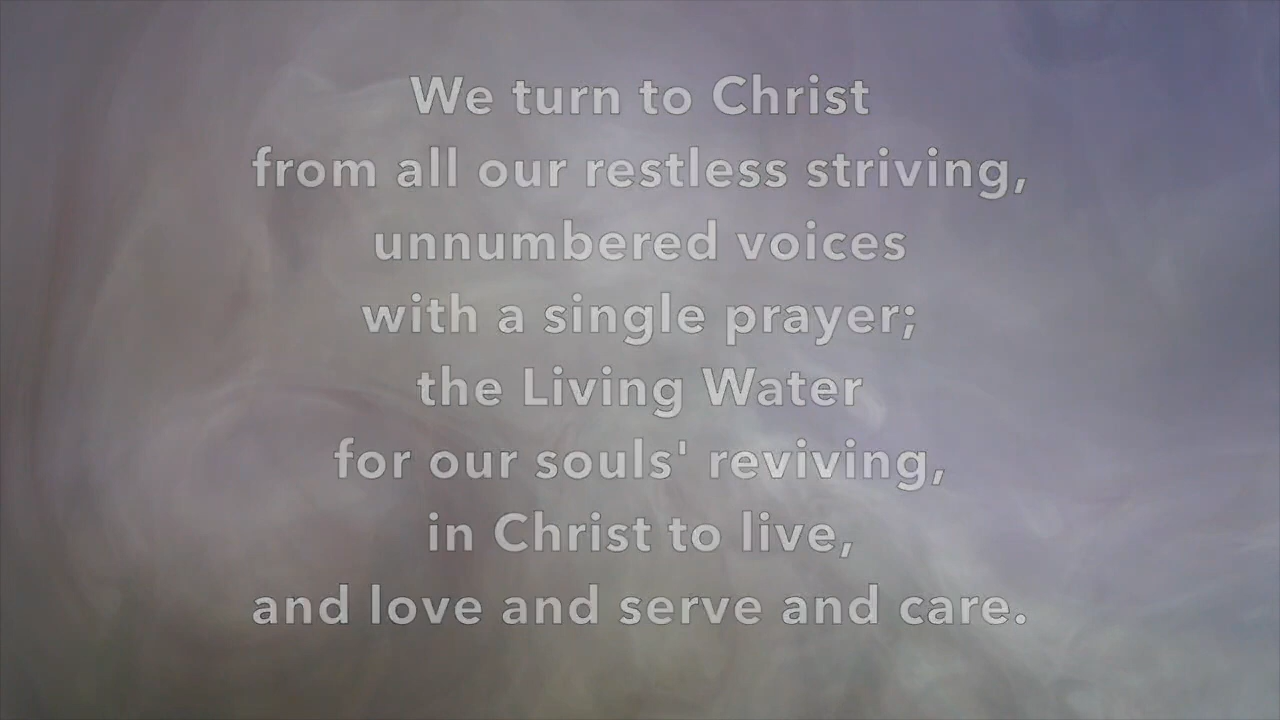 We turn to Christ
from all our restless striving,
unnumbered voices
with a single prayer;
the Living Water
for our souls' reviving,
in Christ to live,
and love and serve and care.